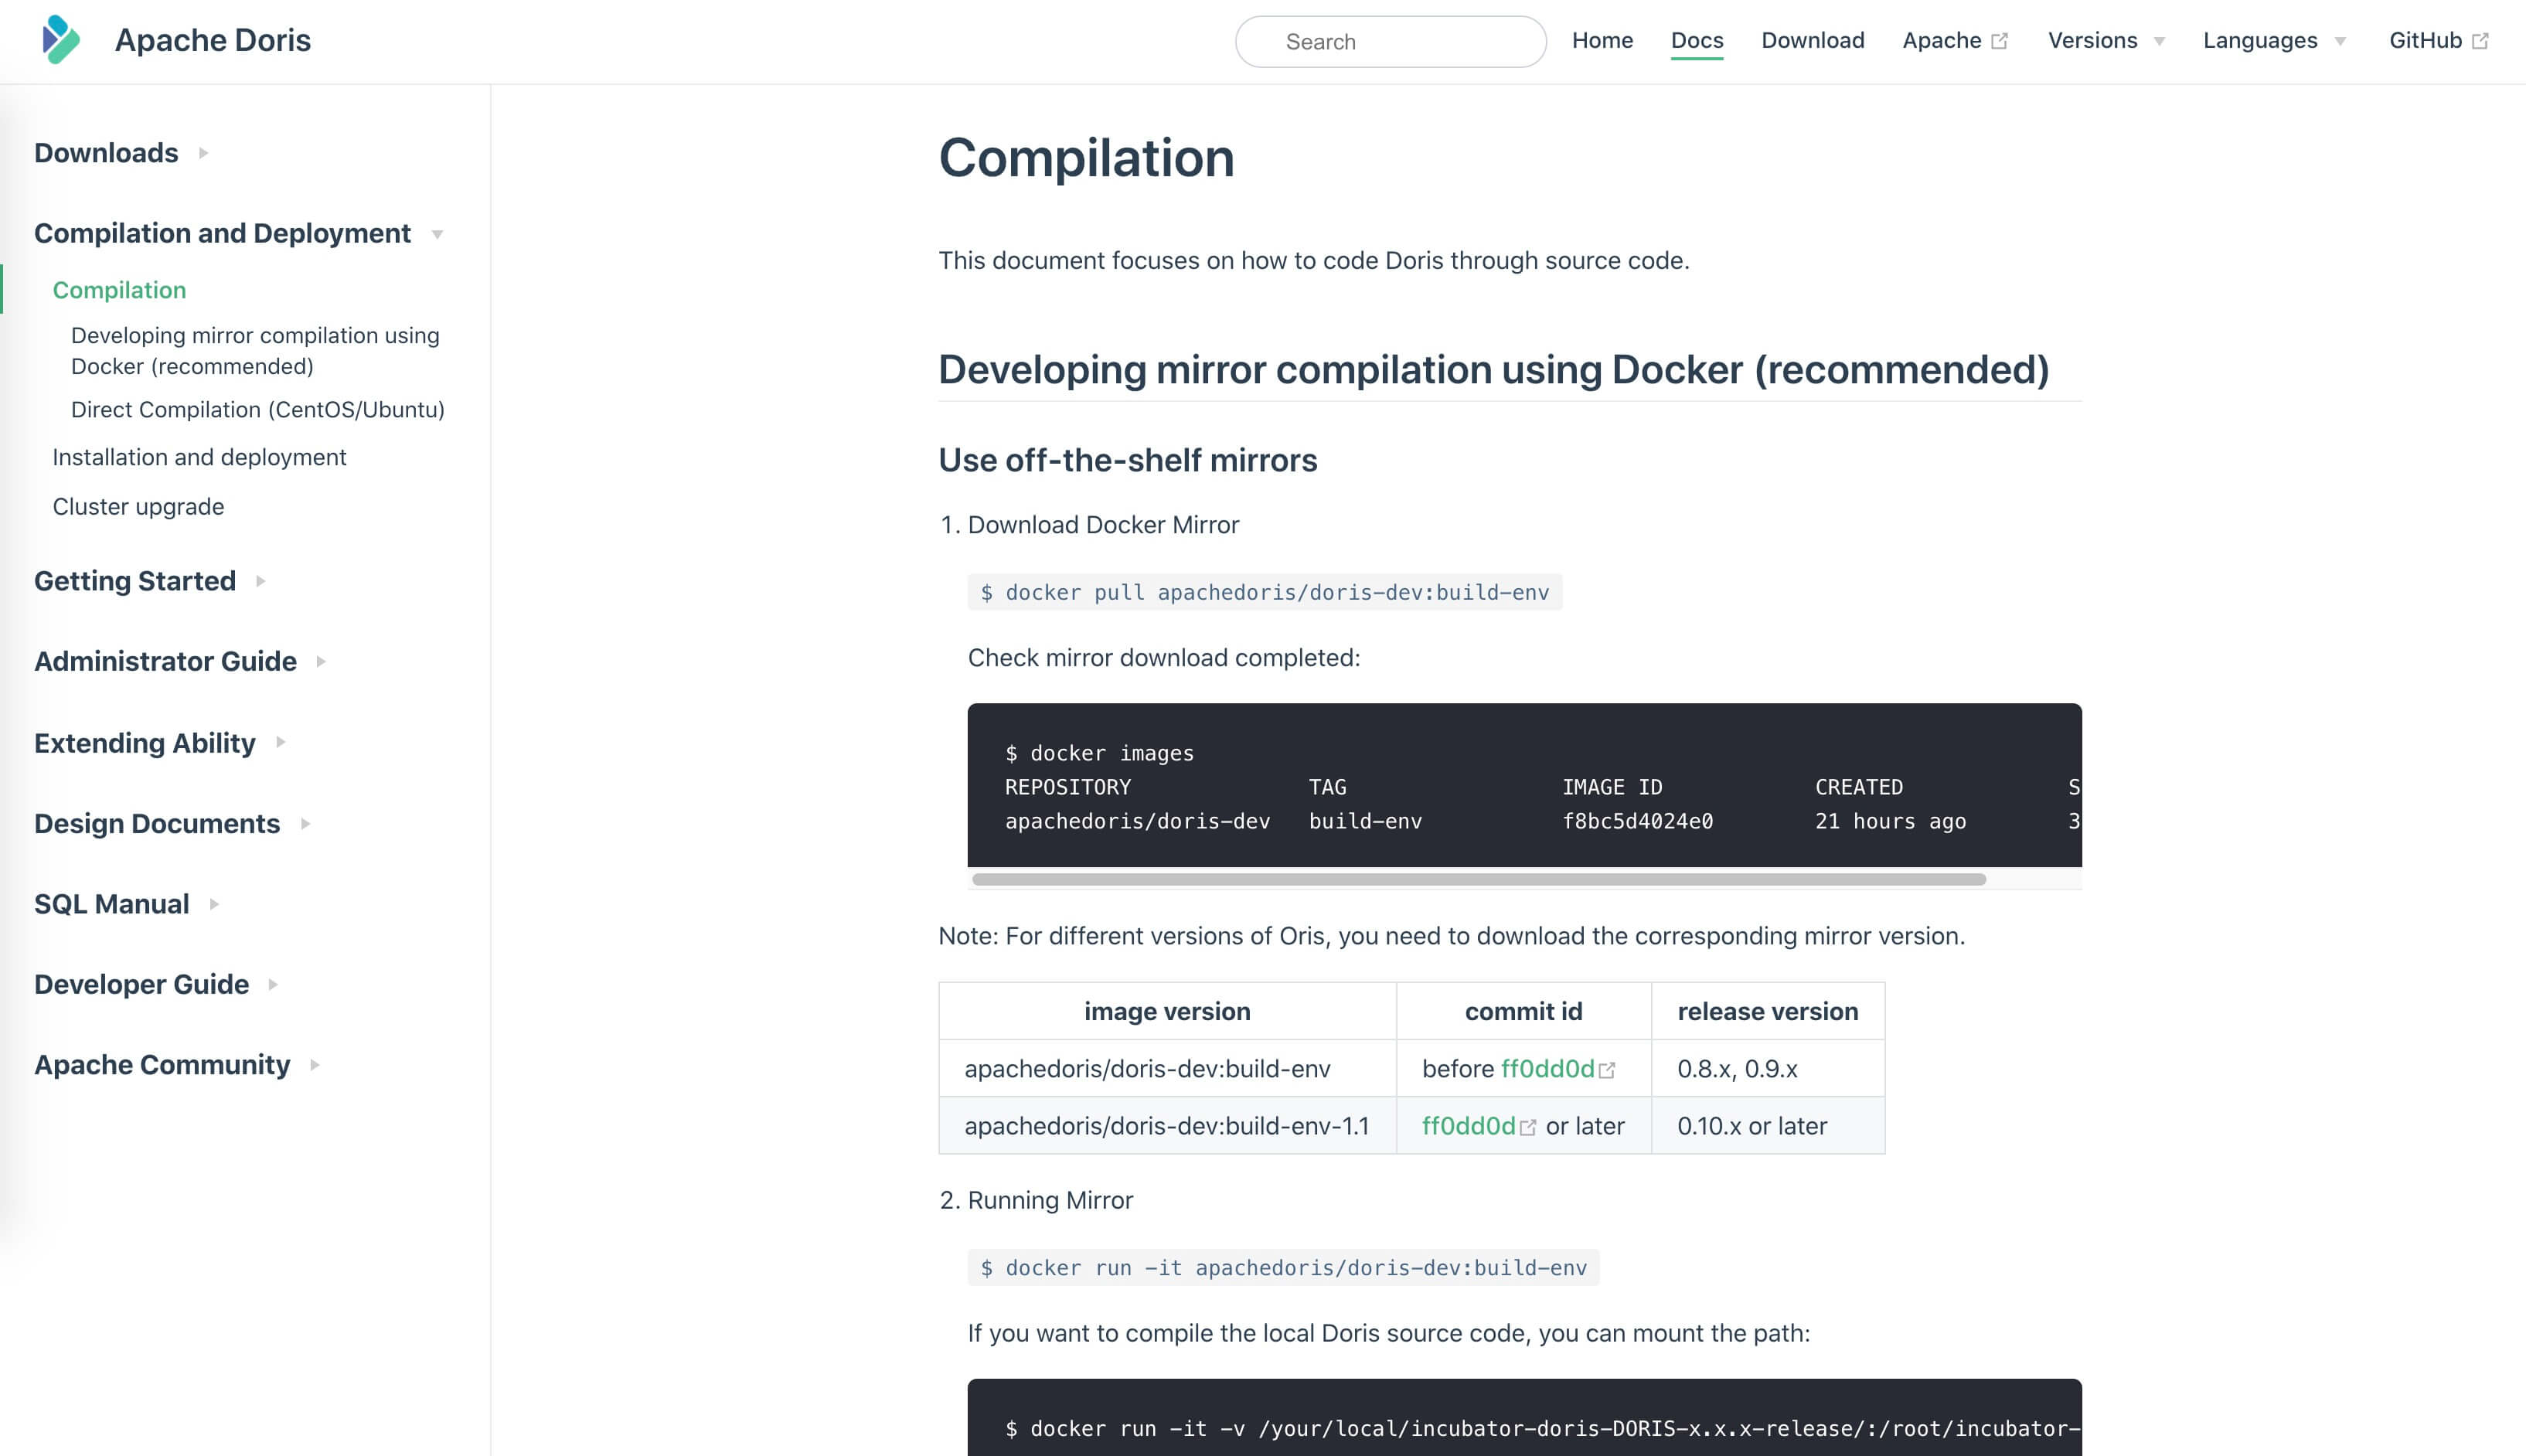 Apache Doris
Search
Home
Docs
Download
Apache
Versions
Languages
GitHub
Downloads
Compilation and Deployment
Compilation
Developing mirror compilation using
Docker (recommended)
Direct Compilation (CentOS/Ubuntu)
Installation and deployment
Cluster upgrade
Getting Started
Administrator Guide
Extending Ability
Design Documents
SQL Manual
Developer Guide
Apache Community
Compilation
This document focuses on how to code Doris through source code.
Developing mirror compilation using Docker (recommended)
Use off-the-shelf mirrors
1. Download Docker Mirror
$ docker pull apachedoris/doris-dev:build-env
Check mirror download completed:
$ docker images
REPOSITORY TAG IMAGE ID CREATED S
apachedoris/doris-dev build-env f8bc5d4024e0 21 hours ago 3
Note: For different versions of Oris, you need to download the corresponding mirror version.
image version commit id release version
apachedoris/doris-dev:build-env before ff0dd0d 0.8.x, 0.9.x
apachedoris/doris-dev:build-env-1.1 ff0dd0d or later 0.10.x or later
2. Running Mirror
$ docker run -it apachedoris/doris-dev:build-env
If you want to compile the local Doris source code, you can mount the path:
$ docker run -it -v /your/local/incubator-doris-DORIS-x.x.x-release/:/root/incubator-